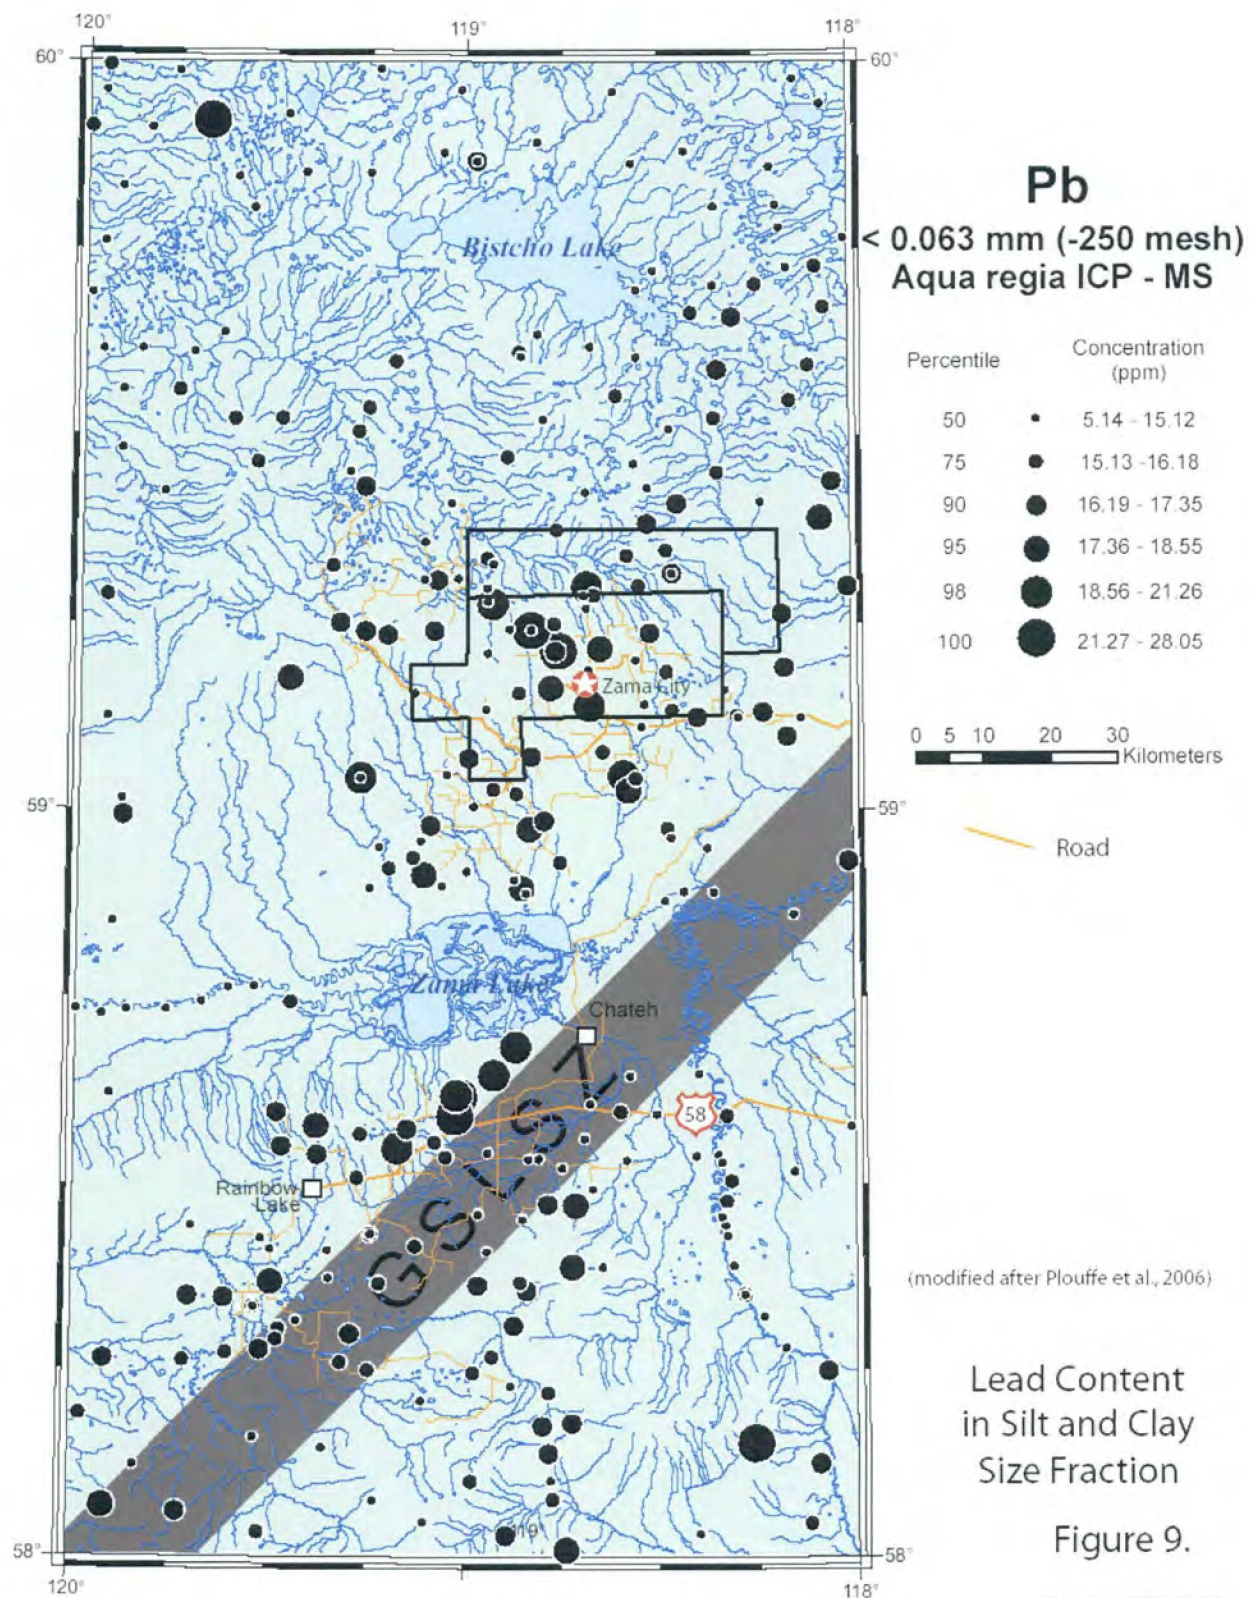 120°
119°
118°
60°
60°
Bistcho Lake
Pb
< 0.063 mm (-250 mesh)
Aqua regia ICP - MS
Percentile
Concentration
(ppm)
50
5.14 - 15.12
75
15.13 -16.18
90
16.19 - 17.35
95
17.36 - 18.55
98
18.56 - 21.26
100
21.27 - 28.05
Zama City
0 5 10 20 30
Kilometers
59°
59°
Road
Zama Lake
Chateh
GSLSZ
58
Rainbow
Lake
(modified after Plouffe et al., 2006)
Lead Content
in Silt and Clay
Size Fraction
Figure 9.
119°
58°
58°
120°
118°